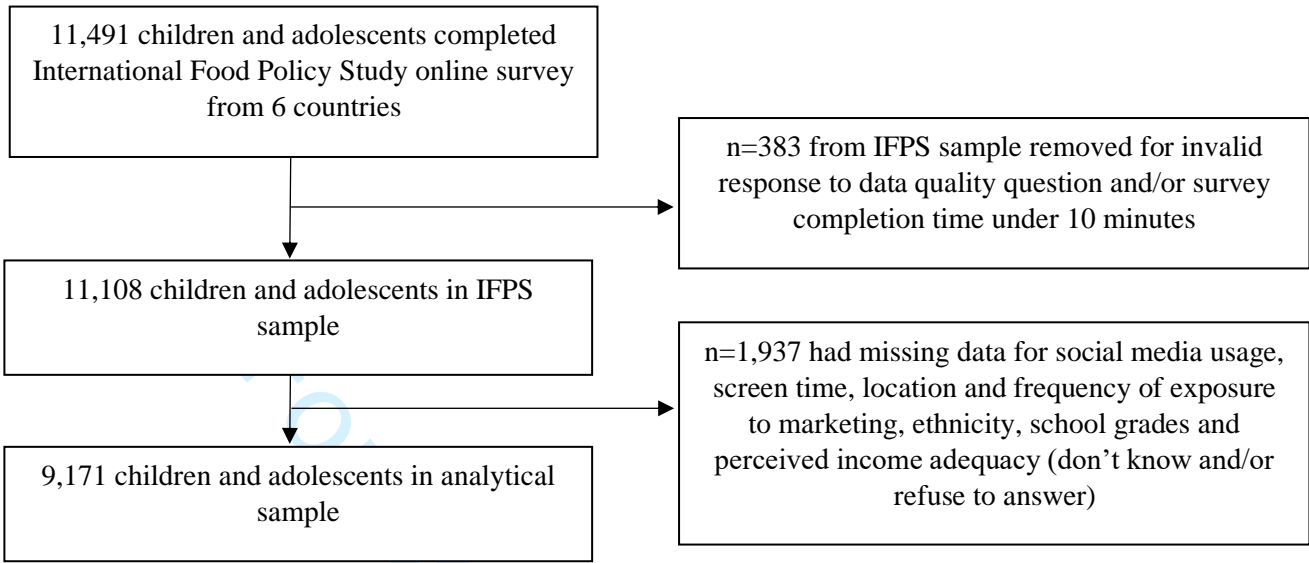 11,491 children and adolescents completed
International Food Policy Study online survey
from 6 countries
n=383 from IFPS sample removed for invalid
response to data quality question and/or survey
completion time under 10 minutes
11,108 children and adolescents in IFPS
sample
n=1,937 had missing data for social media usage,
screen time, location and frequency of exposure
to marketing, ethnicity, school grades and
perceived income adequacy (don’t know and/or
refuse to answer)
9,171 children and adolescents in analytical
sample